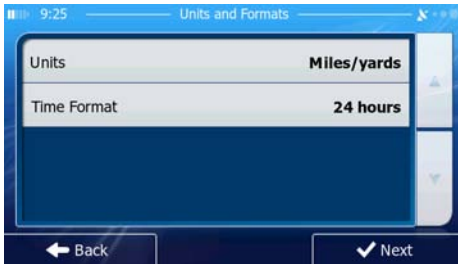 9:25 Units and Formats
Units Miles/yards
Time Format 24 hours
Back Next